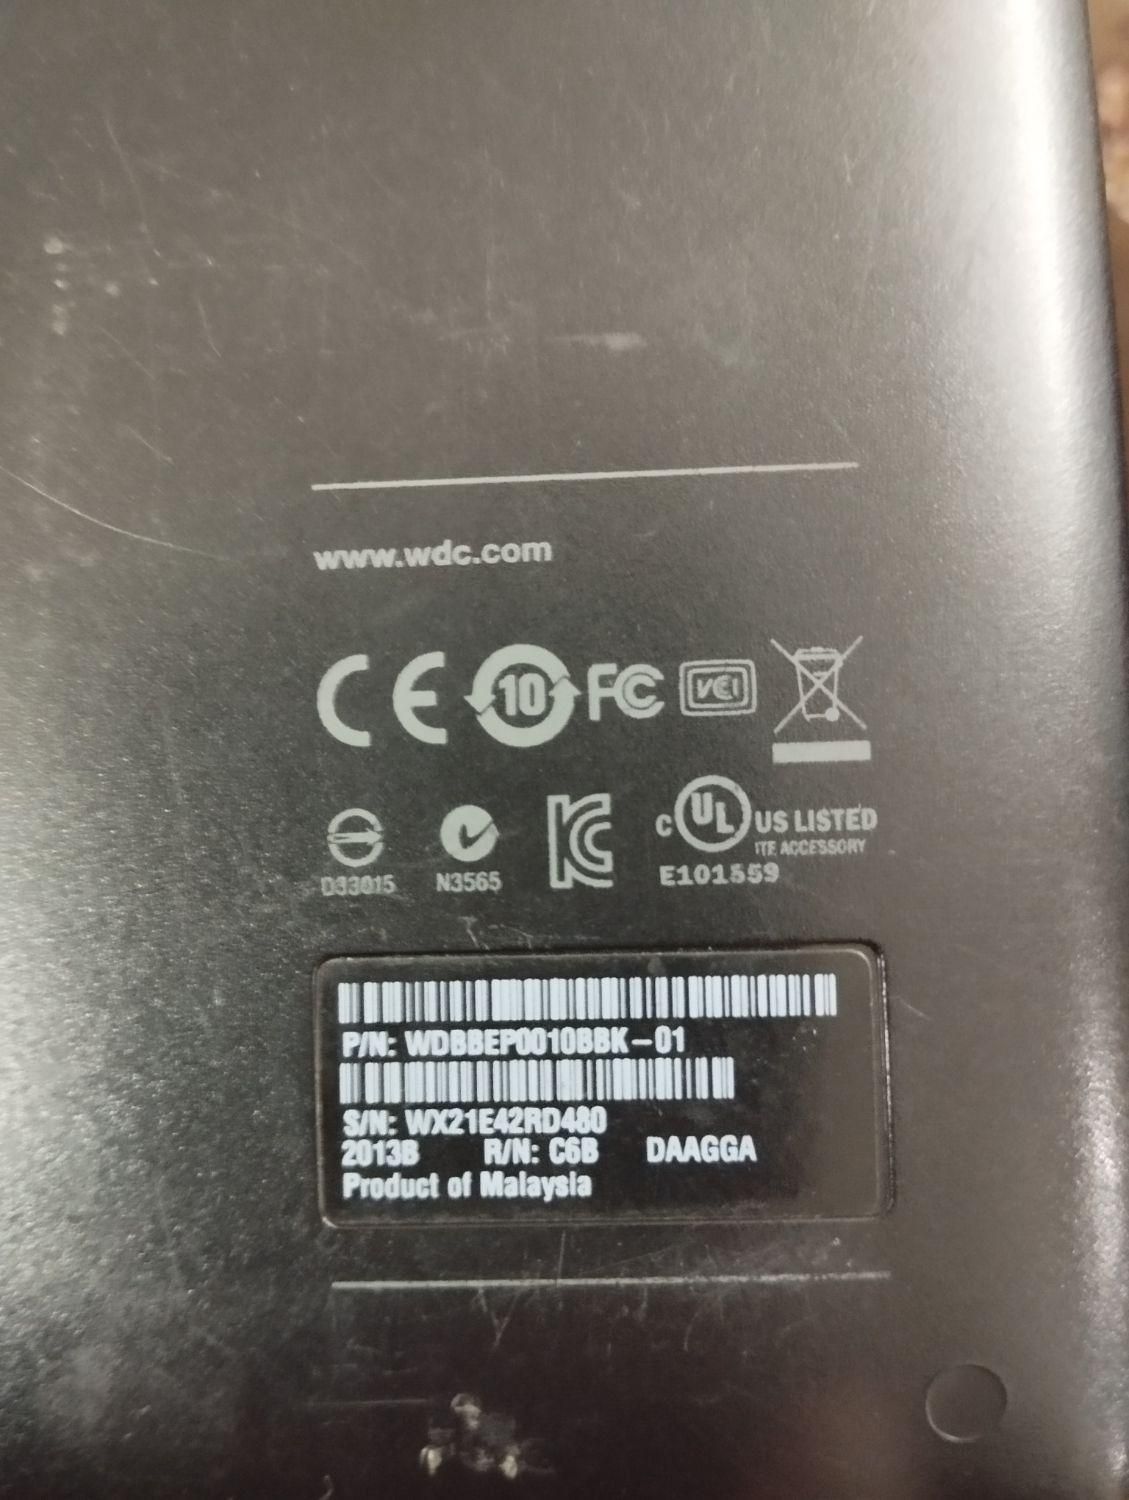 www.wdc.com
CE 10 FC VCI
D33015 N3565 KC c UL US LISTED
ITE ACCESSORY
E101559
P/N: WDBBEP0010BBK-01
S/N: WX21E42RD480
2013B R/N: C6B DAAGGA
Product of Malaysia